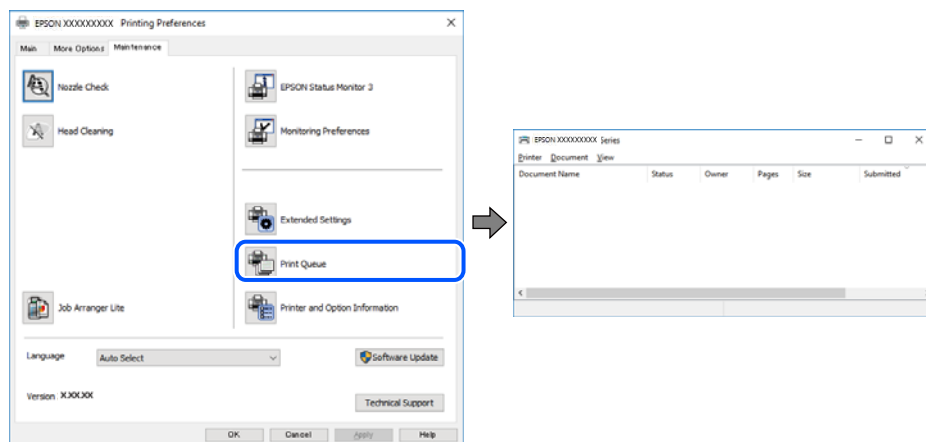 EPSON XXXXXXXXX Printing Preferences
Main More Options Maintenance
Nozzle Check
EPSON Status Monitor 3
Head Cleaning
Monitoring Preferences
Extended Settings
Print Queue
Job Arranger Lite
Printer and Option Information
Language Auto Select
Software Update
Version X.XX.XX
Technical Support
OK Cancel Apply Help
EPSON XXXXXXXXX Series
Printer Document View
Document Name Status Owner Pages Size Submitted